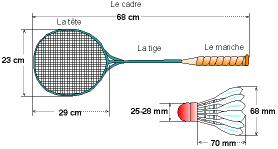 Le cadre
68 cm
La tête
La tige
Le manche
23 cm
29 cm
25-28 mm
68 mm
70 mm